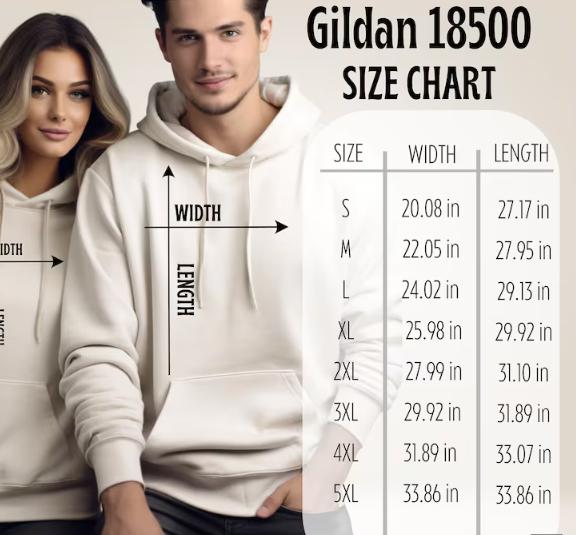 Gildan 18500
SIZE CHART
SIZE WIDTH LENGTH
S 20.08 in 27.17 in
M 22.05 in 27.95 in
L 24.02 in 29.13 in
XL 25.98 in 29.92 in
2XL 27.99 in 31.10 in
3XL 29.92 in 31.89 in
4XL 31.89 in 33.07 in
5XL 33.86 in 33.86 in
WIDTH
LENGTH
IDTH
LENGTH